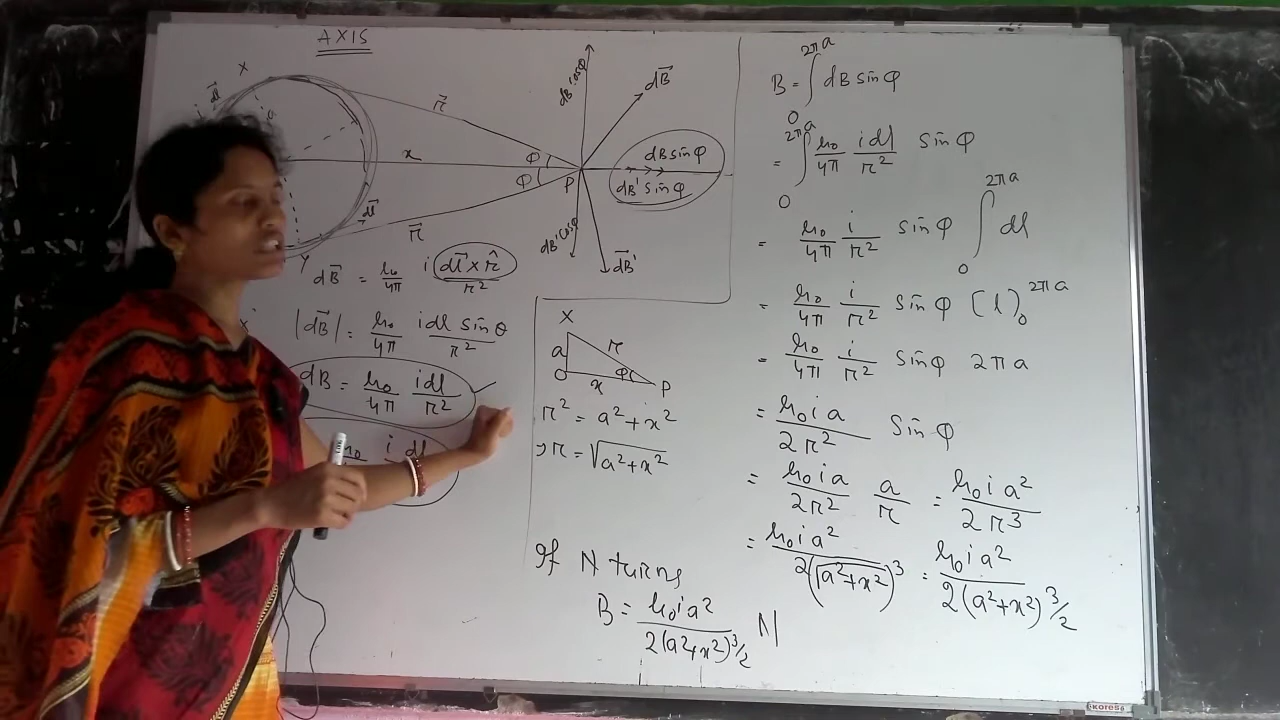 AXIS
X
dl⃗
a
r⃗
x
φ
φ
P
dB'cosφ
dB⃗
dBsinφ
dB' sinφ
dB'cosφ
dB⃗'
r⃗
dl⃗
Y
dB⃗ = μ₀/4π i dl⃗ × r̂ / r²
|dB⃗| = μ₀/4π idl sinθ / r²
dB = μ₀/4π idl/r²
X
a
r
O
x
φ
P
r² = a² + x²
r = √(a² + x²)
If N turns
B = μ₀ i a² / 2(a² + x²)^3/2 N
B = ∫₀^2πa dB sinφ
= ∫₀^2πa μ₀/4π idl/r² sinφ
= μ₀/4π i/r² sinφ ∫₀^2πa dl
= μ₀/4π i/r² sinφ [l]₀^2πa
= μ₀/4π i/r² sinφ 2πa
= μ₀ i a / 2r² sinφ
= μ₀ i a / 2r² a/r = μ₀ i a² / 2r³
= μ₀ i a² / 2(√(a² + x²))³ = μ₀ i a² / 2(a² + x²)^3/2
kores